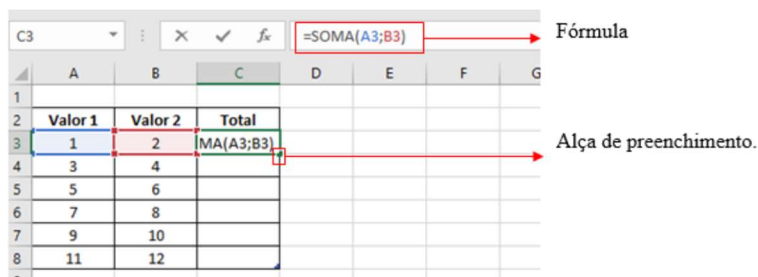 C3 fx =SOMA(A3;B3) Fórmula
A B C D E F G
1
2 Valor 1 Valor 2 Total
3 1 2 MA(A3;B3) Alça de preenchimento.
4 3 4
5 5 6
6 7 8
7 9 10
8 11 12